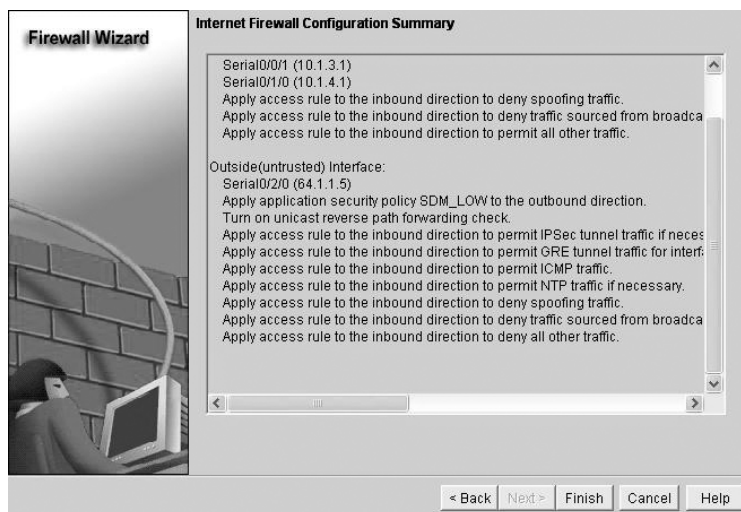 Firewall Wizard
Internet Firewall Configuration Summary
Serial0/0/1 (10.1.3.1)
Serial0/1/0 (10.1.4.1)
Apply access rule to the inbound direction to deny spoofing traffic.
Apply access rule to the inbound direction to deny traffic sourced from broadca
Apply access rule to the inbound direction to permit all other traffic.
Outside(untrusted) Interface:
Serial0/2/0 (64.1.1.5)
Apply application security policy SDM_LOW to the outbound direction.
Turn on unicast reverse path forwarding check.
Apply access rule to the inbound direction to permit IPSec tunnel traffic if neces
Apply access rule to the inbound direction to permit GRE tunnel traffic for interf
Apply access rule to the inbound direction to permit ICMP traffic.
Apply access rule to the inbound direction to permit NTP traffic if necessary.
Apply access rule to the inbound direction to deny spoofing traffic.
Apply access rule to the inbound direction to deny traffic sourced from broadca
Apply access rule to the inbound direction to deny all other traffic.
< Back Next > Finish Cancel Help